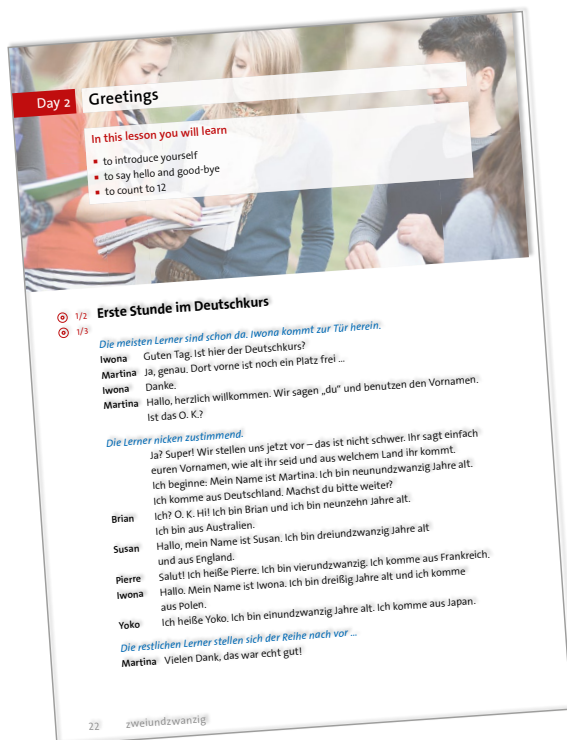 Day 2
Greetings
In this lesson you will learn
▪ to introduce yourself
▪ to say hello and good-bye
▪ to count to 12
1/2 Erste Stunde im Deutschkurs
1/3
Die meisten Lerner sind schon da. Iwona kommt zur Tür herein.
Iwona Guten Tag. Ist hier der Deutschkurs?
Martina Ja, genau. Dort vorne ist noch ein Platz frei ...
Iwona Danke.
Martina Hallo, herzlich willkommen. Wir sagen „du“ und benutzen den Vornamen.
Ist das O. K.?
Die Lerner nicken zustimmend.
Ja? Super! Wir stellen uns jetzt vor – das ist nicht schwer. Ihr sagt einfach
euren Vornamen, wie alt ihr seid und aus welchem Land ihr kommt.
Ich beginne: Mein Name ist Martina. Ich bin neunundzwanzig Jahre alt.
Ich komme aus Deutschland. Machst du bitte weiter?
Brian Ich? O. K. Hi! Ich bin Brian und ich bin neunzehn Jahre alt.
Ich bin aus Australien.
Susan Hallo, mein Name ist Susan. Ich bin dreiundzwanzig Jahre alt
und aus England.
Pierre Salut! Ich heiße Pierre. Ich bin vierundzwanzig. Ich komme aus Frankreich.
Iwona Hallo. Mein Name ist Iwona. Ich bin dreißig Jahre alt und ich komme
aus Polen.
Yoko Ich heiße Yoko. Ich bin einundzwanzig Jahre alt. Ich komme aus Japan.
Die restlichen Lerner stellen sich der Reihe nach vor ...
Martina Vielen Dank, das war echt gut!
22 zweiundzwanzig